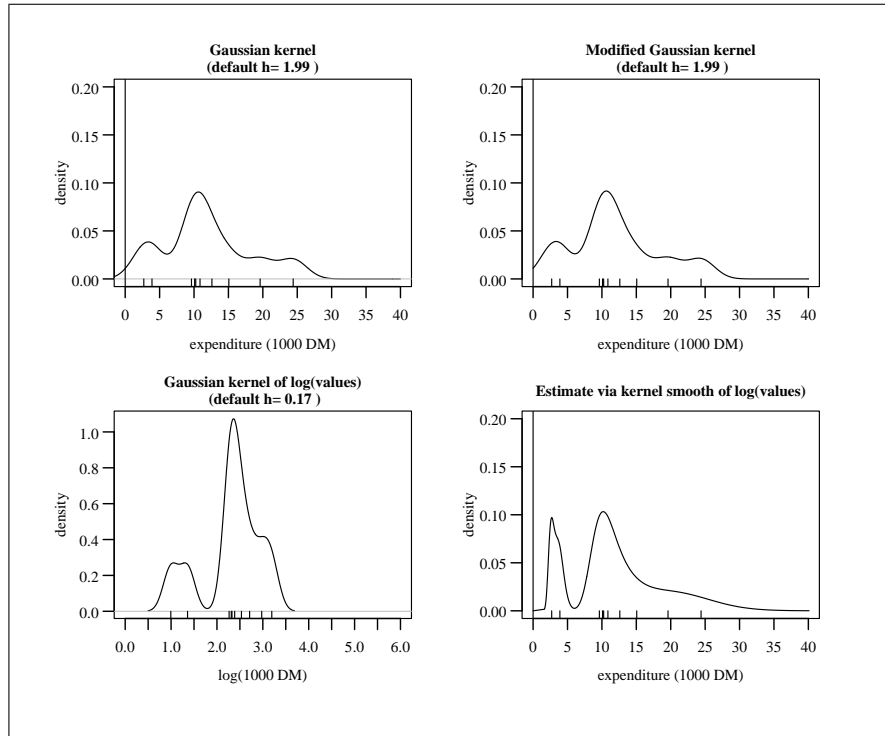 Gaussian kernel
(default h= 1.99 )
0.20
0.15
0.10
0.05
0.00
density
0 5 10 15 20 25 30 35 40
expenditure (1000 DM)
Modified Gaussian kernel
(default h= 1.99 )
0.20
0.15
0.10
0.05
0.00
density
0 5 10 15 20 25 30 35 40
expenditure (1000 DM)
Gaussian kernel of log(values)
(default h= 0.17 )
1.0
0.8
0.6
0.4
0.2
0.0
density
0.0 1.0 2.0 3.0 4.0 5.0 6.0
log(1000 DM)
Estimate via kernel smooth of log(values)
0.20
0.15
0.10
0.05
0.00
density
0 5 10 15 20 25 30 35 40
expenditure (1000 DM)